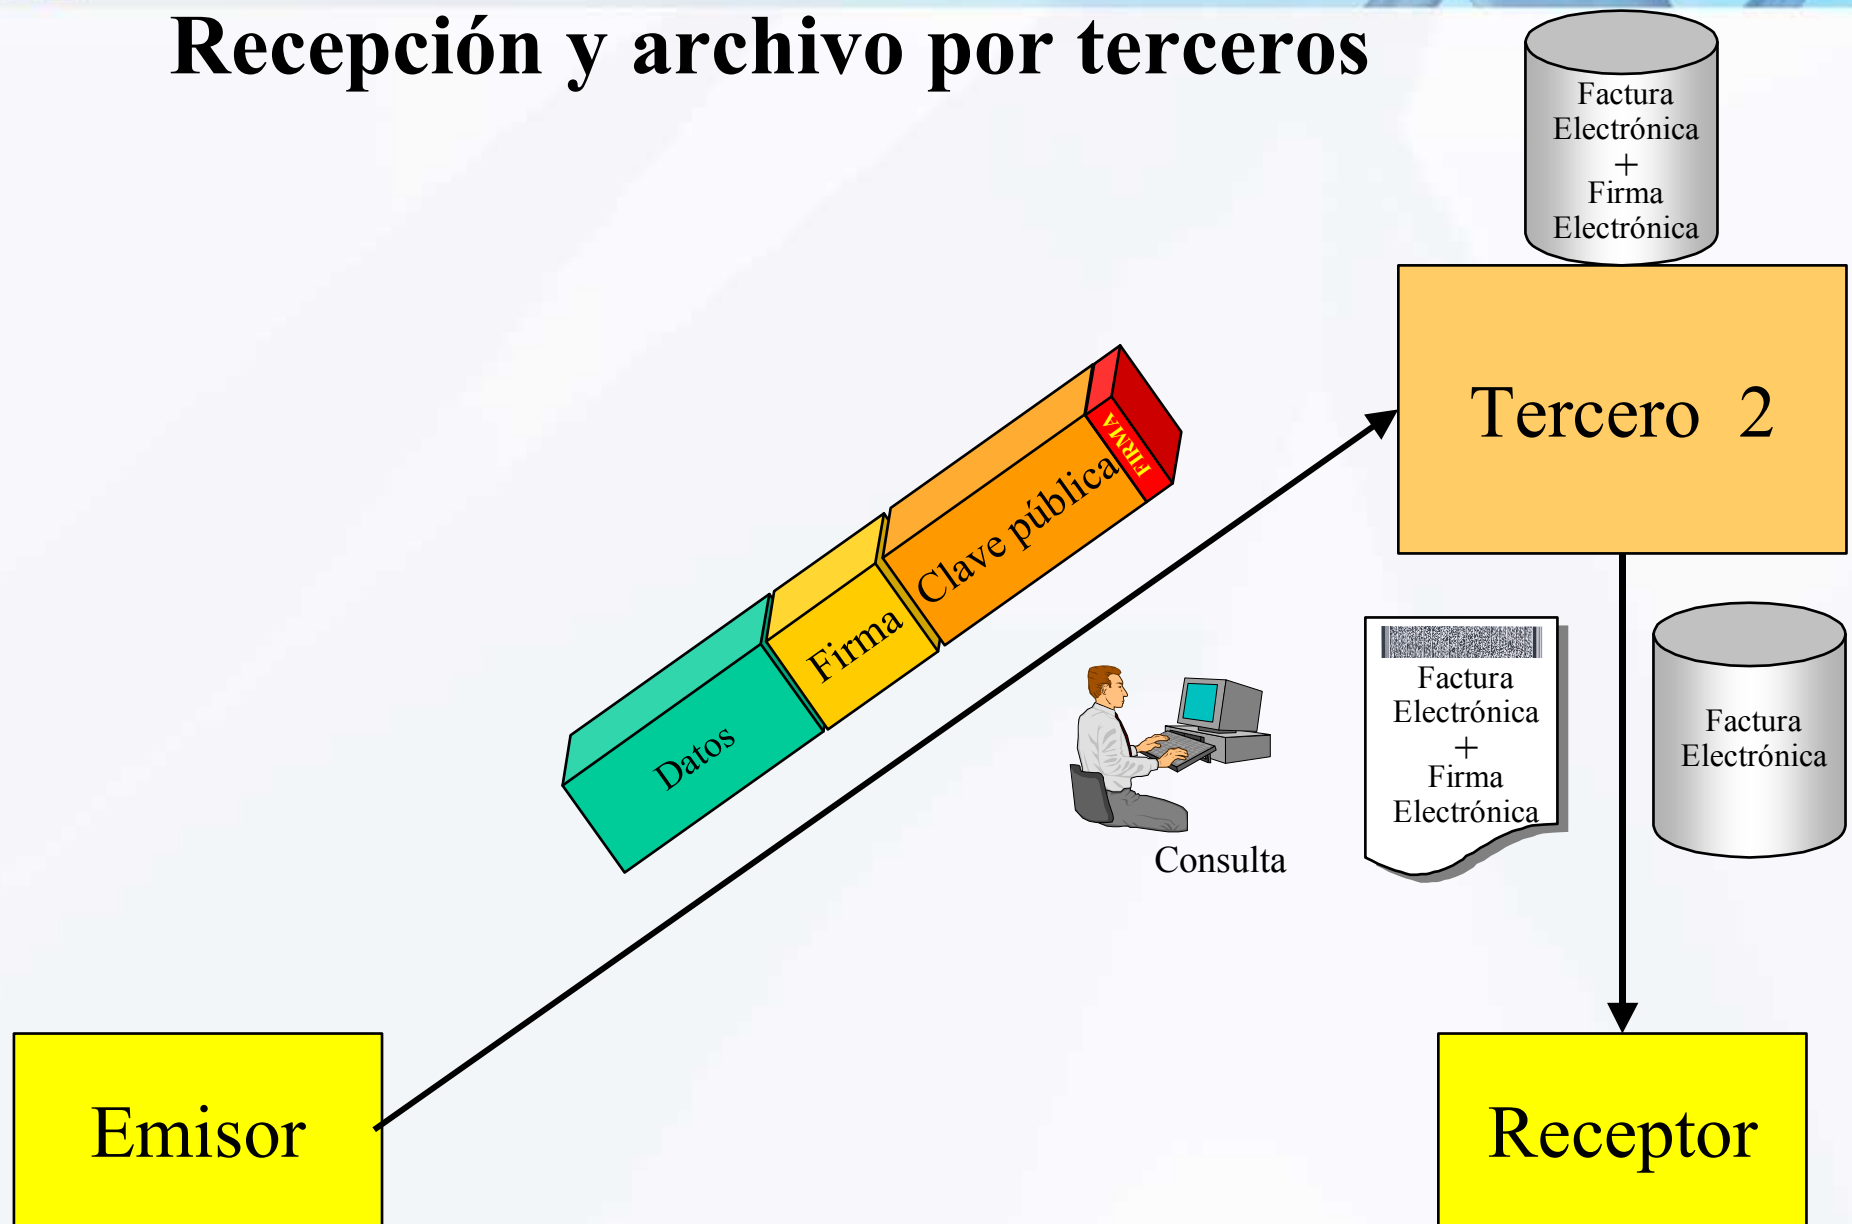 Recepción y archivo por terceros
Factura
Electrónica
+
Firma
Electrónica
Tercero 2
FIRMA
Clave pública
Firma
Datos
Factura
Electrónica
+
Firma
Electrónica
Factura
Electrónica
Consulta
Emisor
Receptor